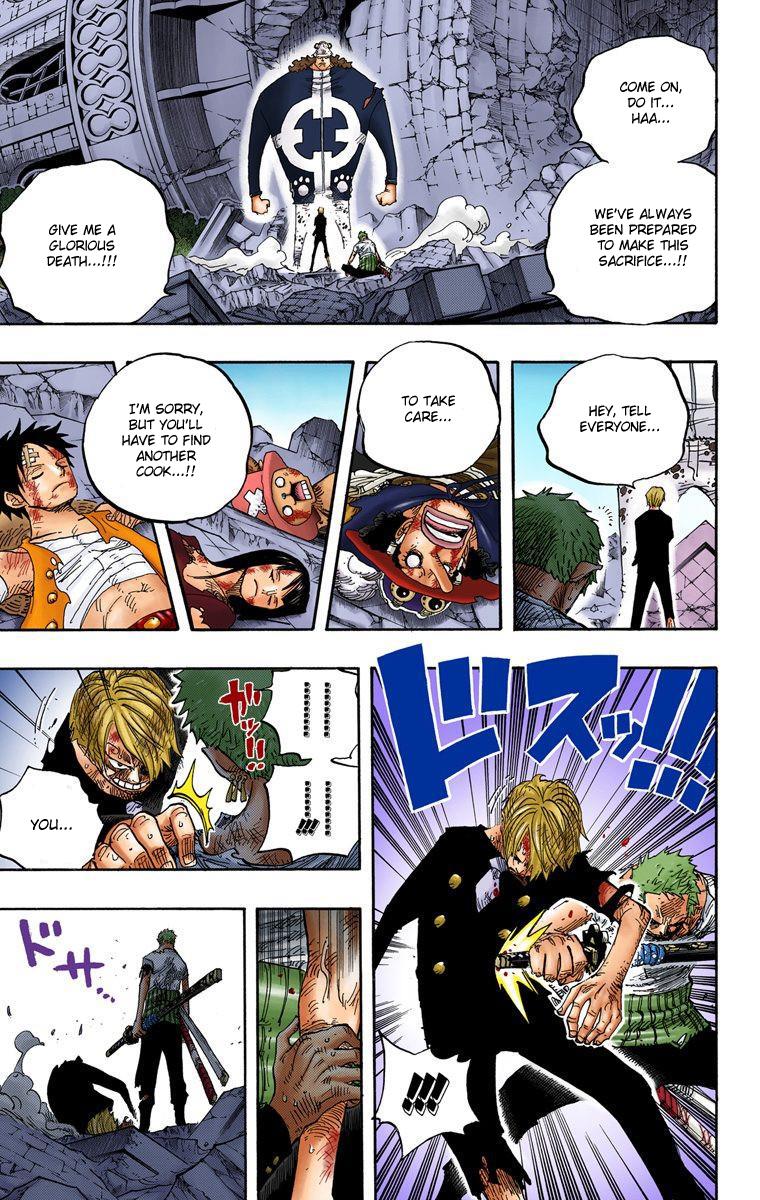 COME ON,
DO IT...
HAA...
WE'VE ALWAYS
BEEN PREPARED
TO MAKE THIS
SACRIFICE...!!
GIVE ME A
GLORIOUS
DEATH...!!!
HEY, TELL
EVERYONE...
TO TAKE
CARE...
I'M SORRY,
BUT YOU'LL
HAVE TO FIND
ANOTHER
COOK...!!
ドスッ!!!
!!!
ガッ!!
............!!
............!!!
YOU...
ドサ...